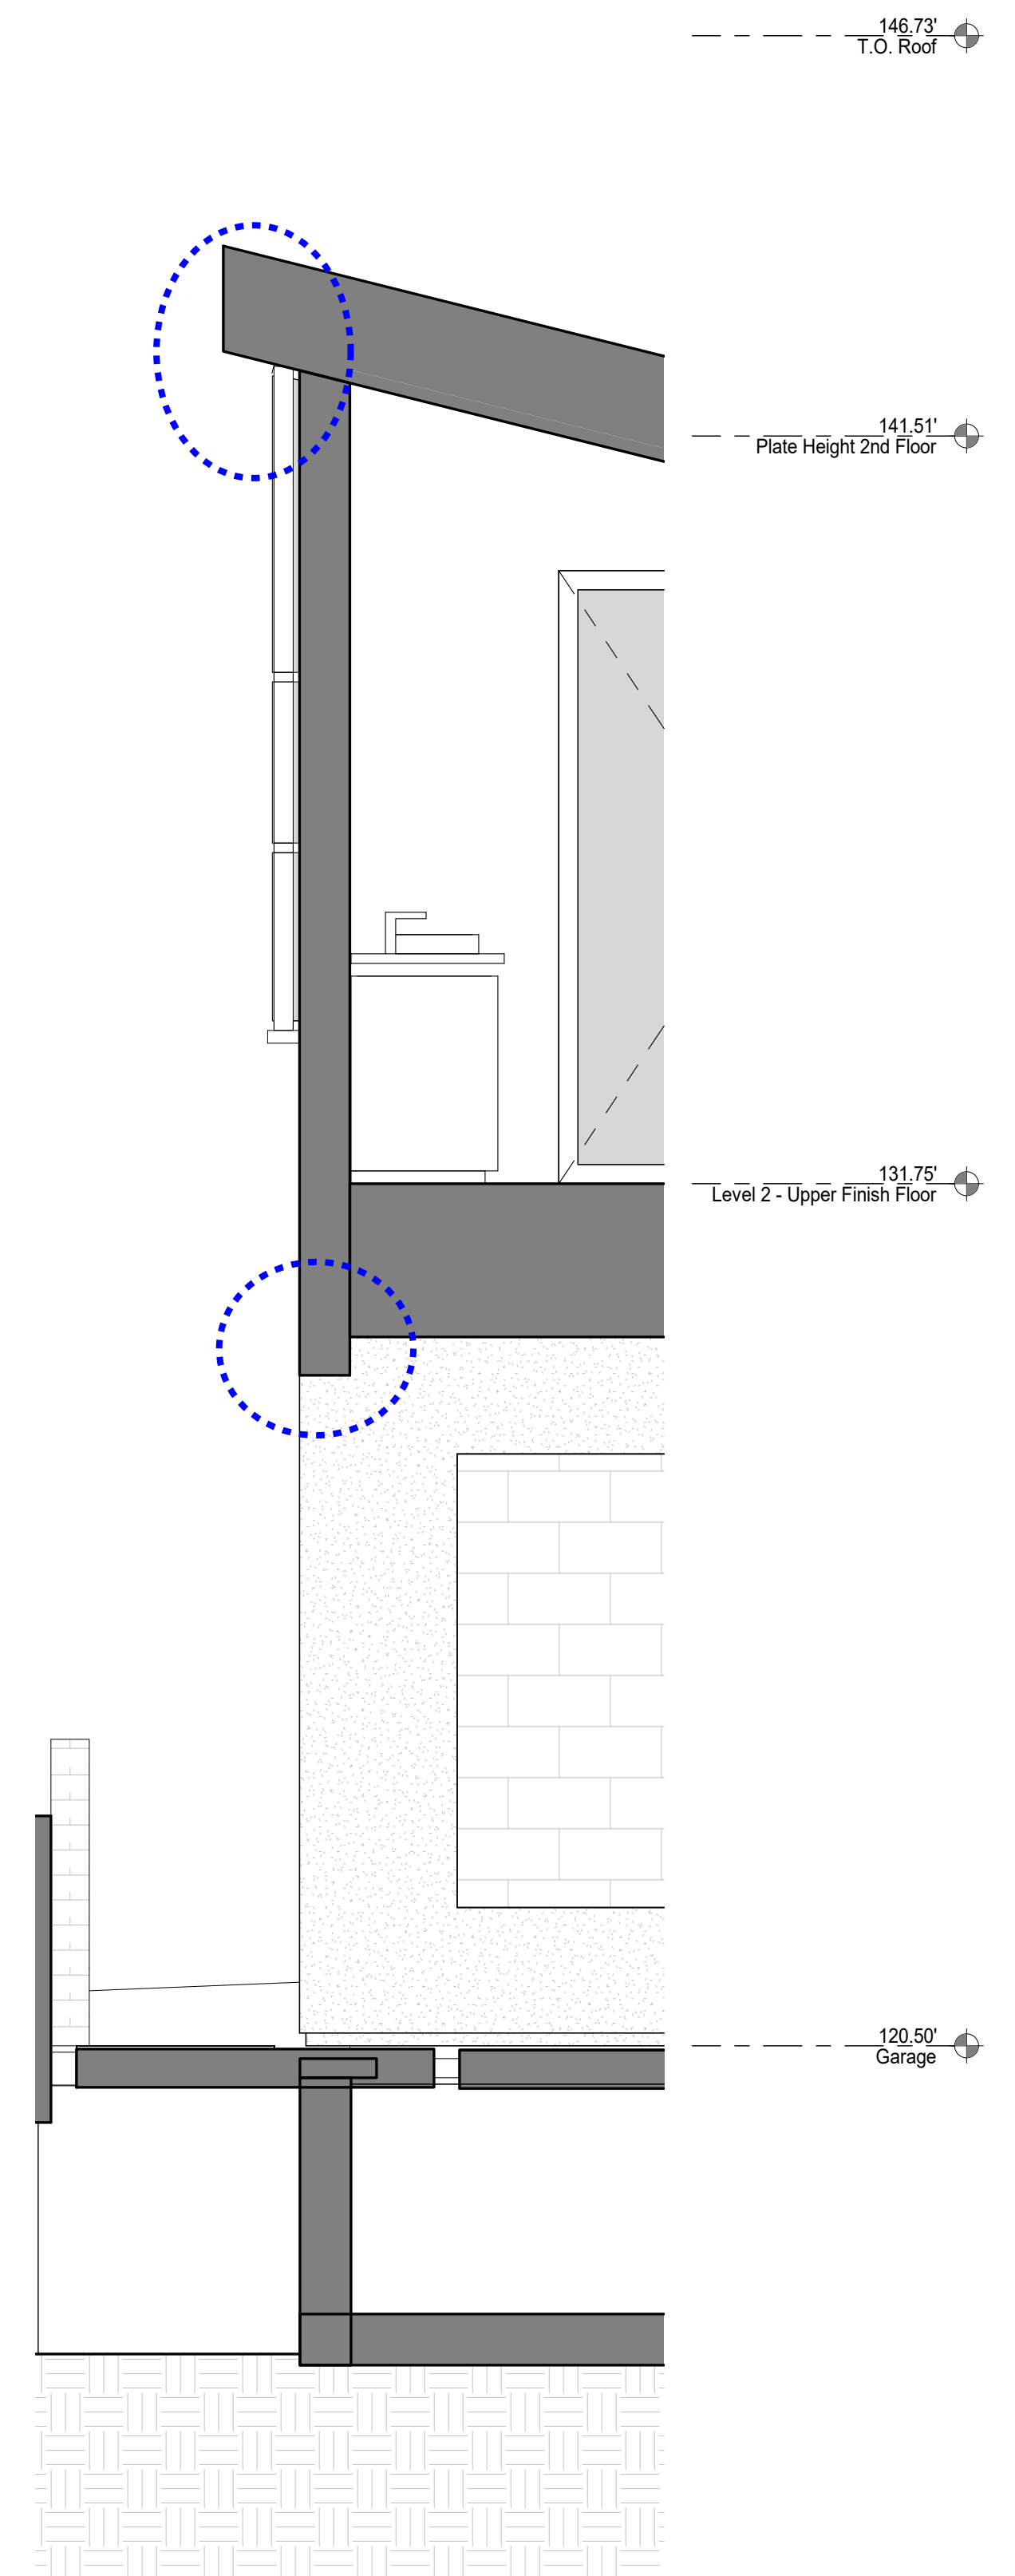 146.73'
T.O. Roof
141.51'
Plate Height 2nd Floor
131.75'
Level 2 - Upper Finish Floor
120.50'
Garage